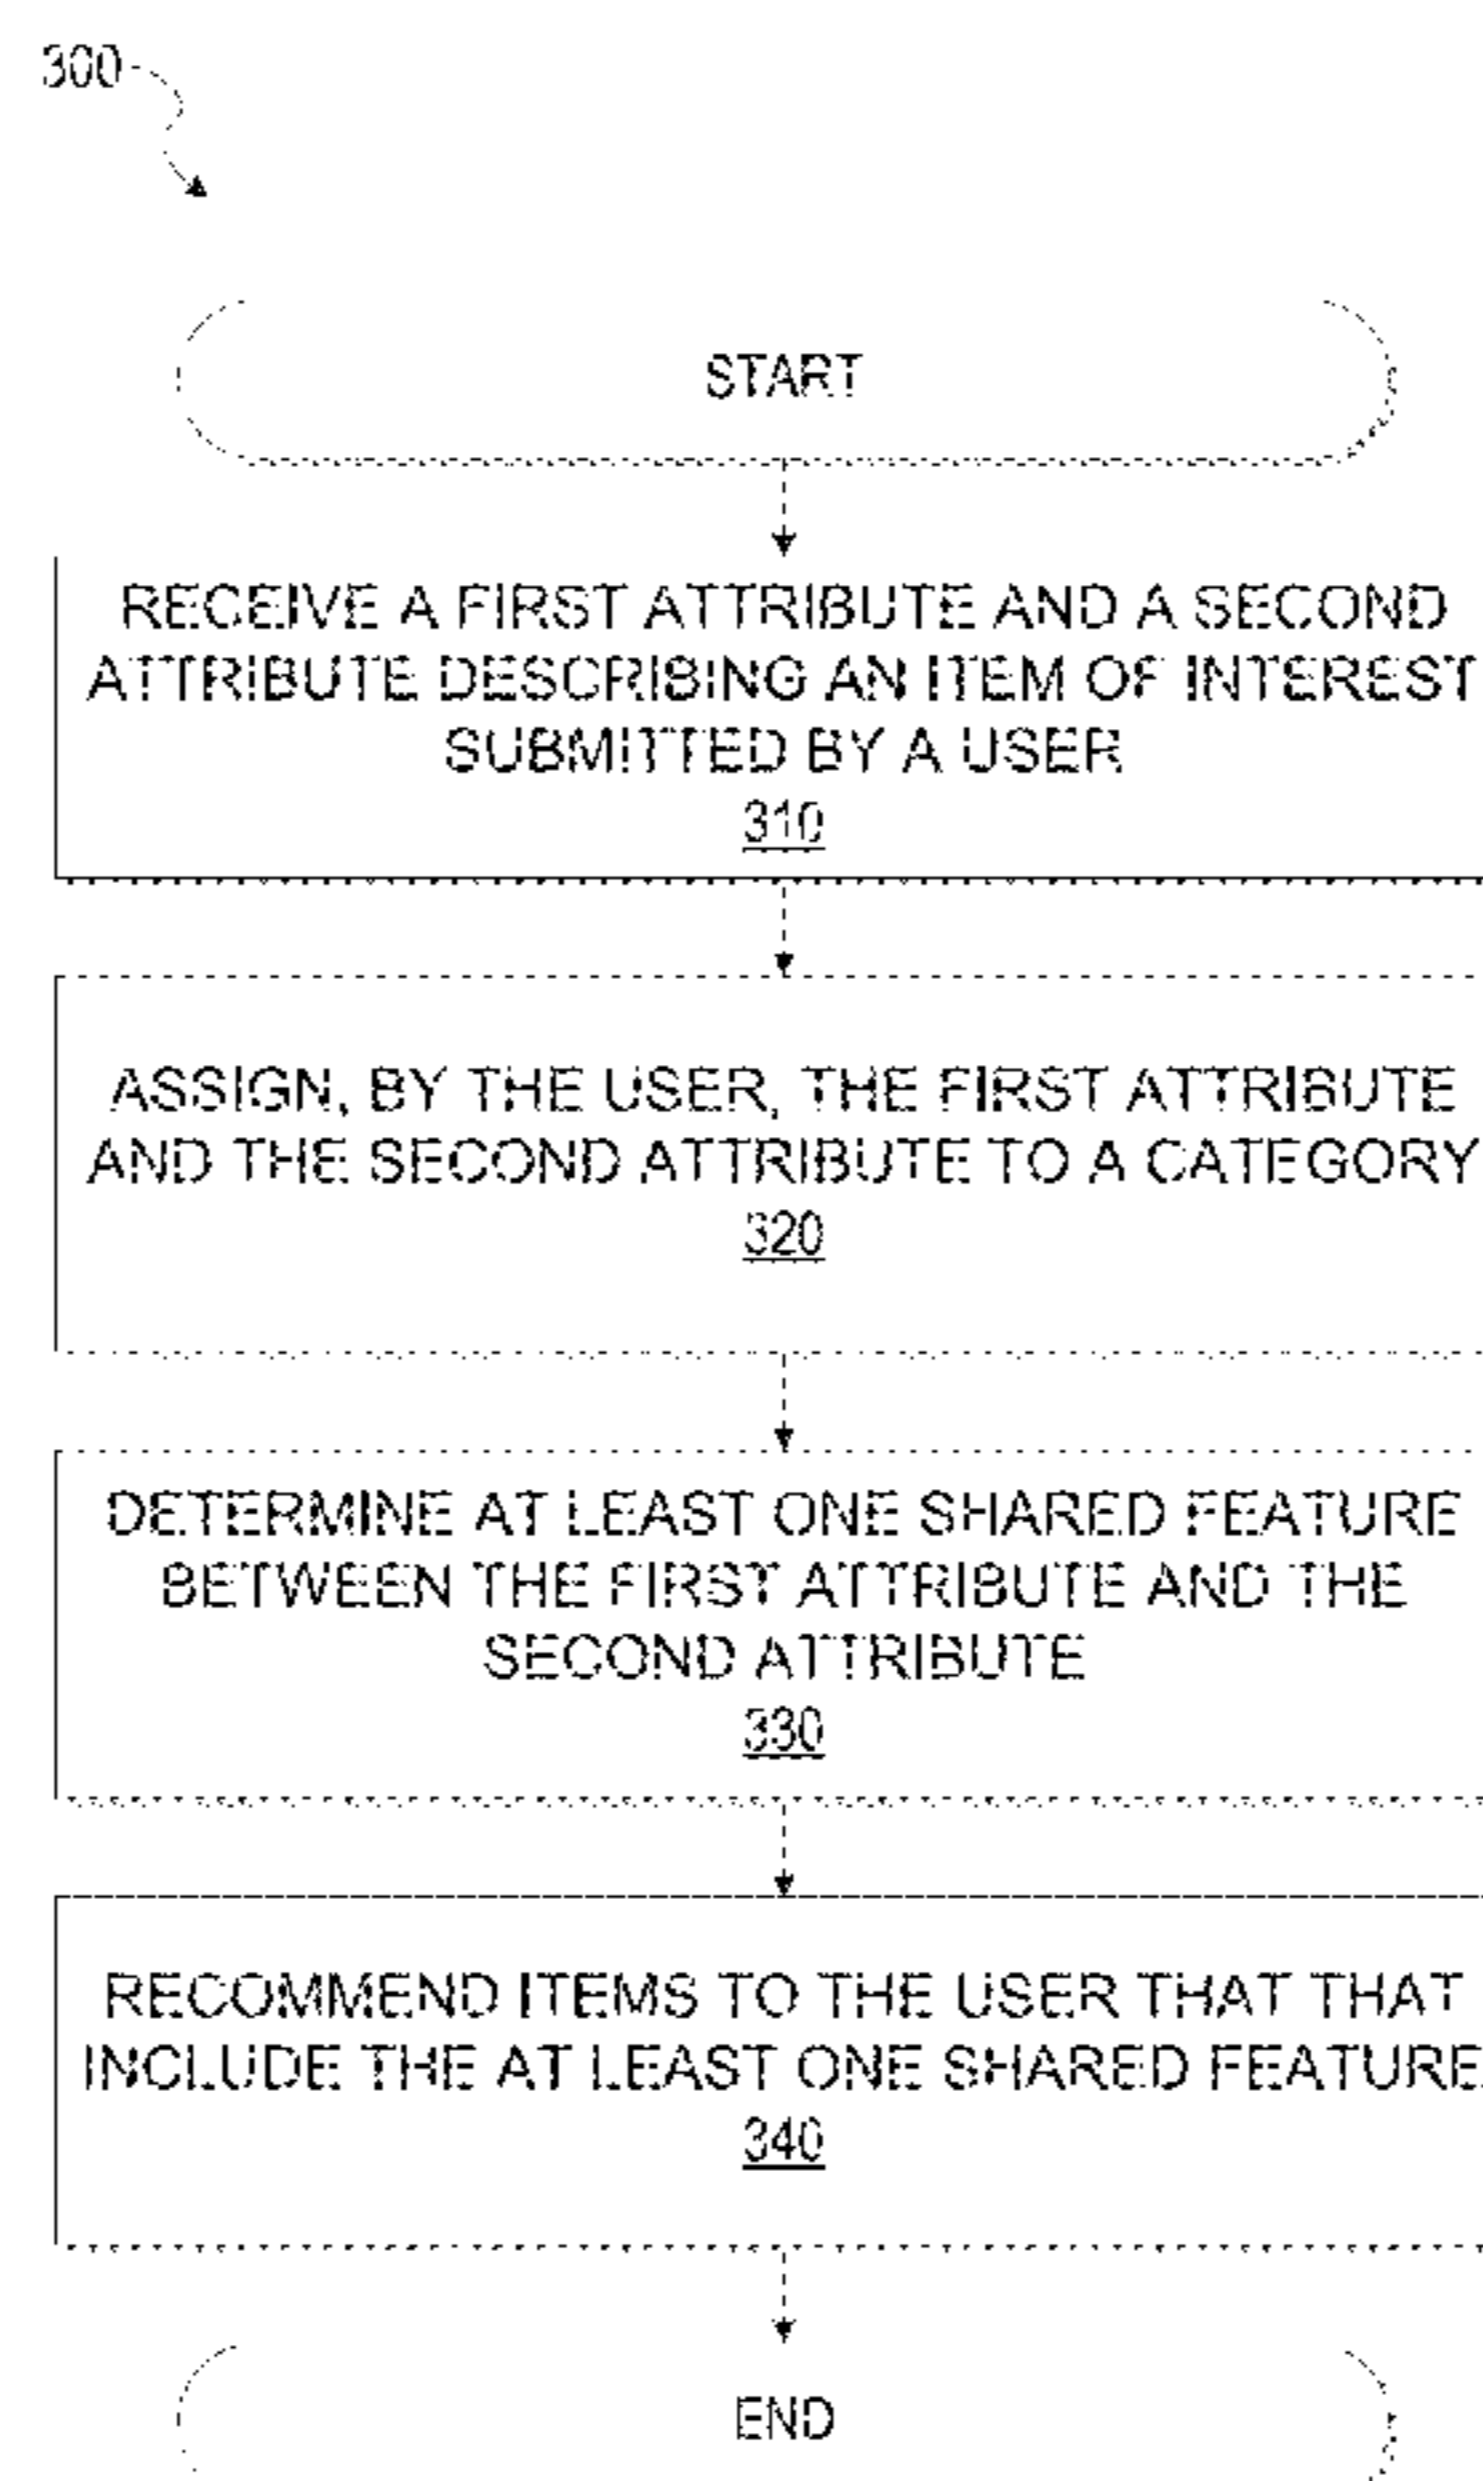 300
START
RECEIVE A FIRST ATTRIBUTE AND A SECOND
ATTRIBUTE DESCRIBING AN ITEM OF INTEREST
SUBMITTED BY A USER
310
ASSIGN, BY THE USER, THE FIRST ATTRIBUTE
AND THE SECOND ATTRIBUTE TO A CATEGORY
320
DETERMINE AT LEAST ONE SHARED FEATURE
BETWEEN THE FIRST ATTRIBUTE AND THE
SECOND ATTRIBUTE
330
RECOMMEND ITEMS TO THE USER THAT THAT
INCLUDE THE AT LEAST ONE SHARED FEATURE.
340
END